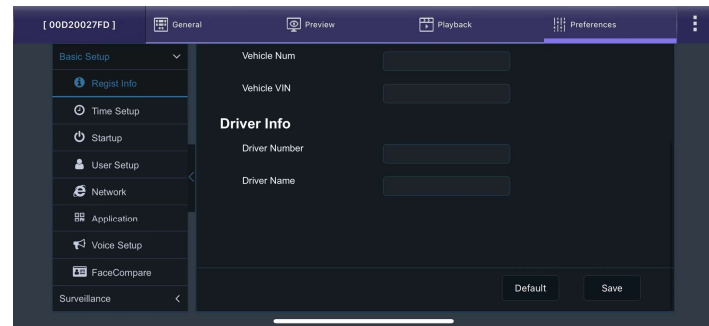 [ 00D20027FD ]
General
Preview
Playback
Preferences
Basic Setup
Regist Info
Time Setup
Startup
User Setup
Network
Application
Voice Setup
FaceCompare
Surveillance
Vehicle Num
Vehicle VIN
Driver Info
Driver Number
Driver Name
Default
Save